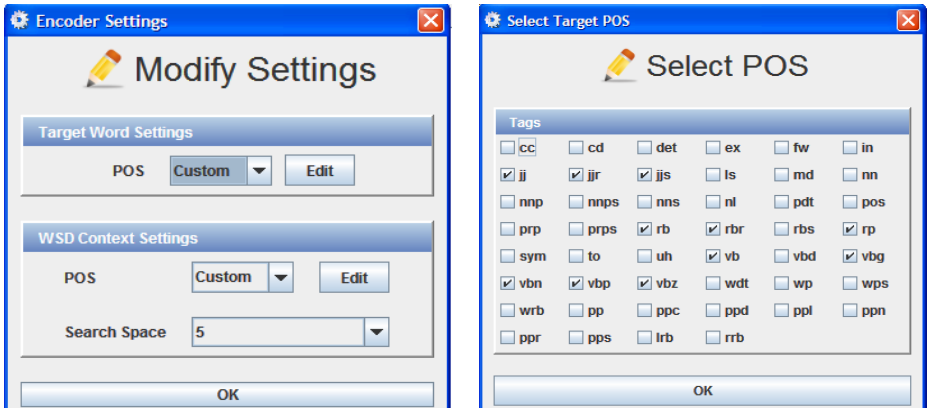 Encoder Settings
Modify Settings
Target Word Settings
POS Custom Edit
WSD Context Settings
POS Custom Edit
Search Space 5
OK
Select Target POS
Select POS
Tags
cc cd det ex fw in
jj jjr jjs ls md nn
nnp nnps nns nl pdt pos
prp prps rb rbr rbs rp
sym to uh vb vbd vbg
vbn vbp vbz wdt wp wps
wrb pp ppc ppd ppl ppn
ppr pps lrb rrb
OK